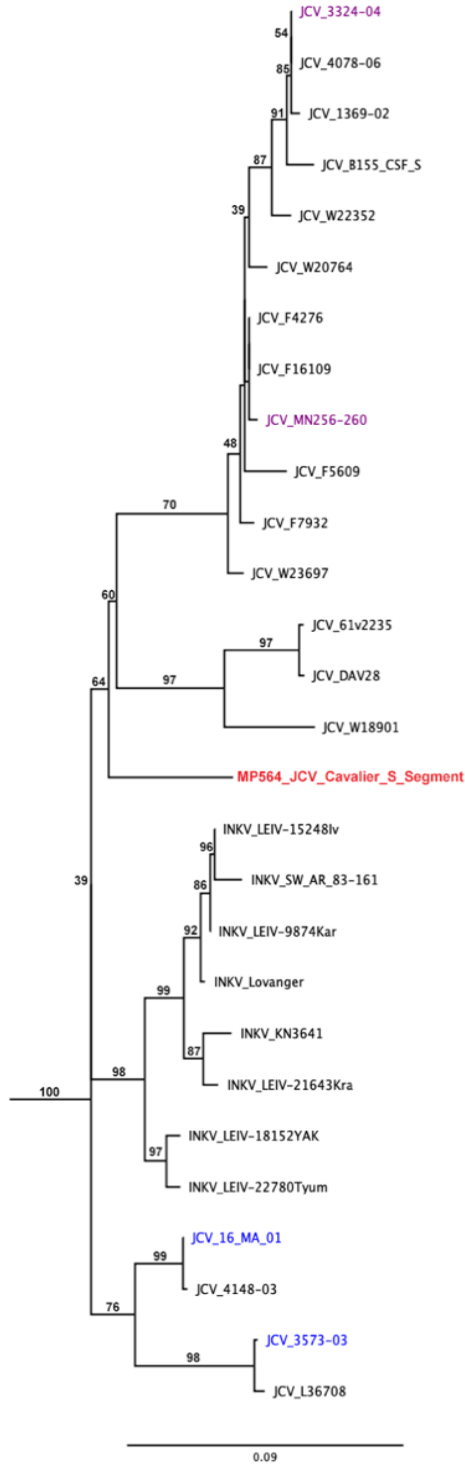 JCV_3324-04
54
JCV_4078-06
85
JCV_1369-02
91
87
JCV_B155_CSF_S
39
JCV_W22352
JCV_W20764
JCV_F4276
JCV_F16109
JCV_MN256-260
48
JCV_F5609
70
JCV_F7932
JCV_W23697
60
JCV_61v2235
97
64
97
JCV_DAV28
JCV_W18901
MP564_JCV_Cavalier_S_Segment
INKV_LEIV-15248Iv
96
39
86
INKV_SW_AR_83-161
92
INKV_LEIV-9874Kar
99
INKV_Lovanger
INKV_KN3641
87
98
INKV_LEIV-21643Kra
100
INKV_LEIV-18152YAK
97
INKV_LEIV-22780Tyum
JCV_16_MA_01
99
JCV_4148-03
76
JCV_3573-03
98
JCV_L36708
0.09